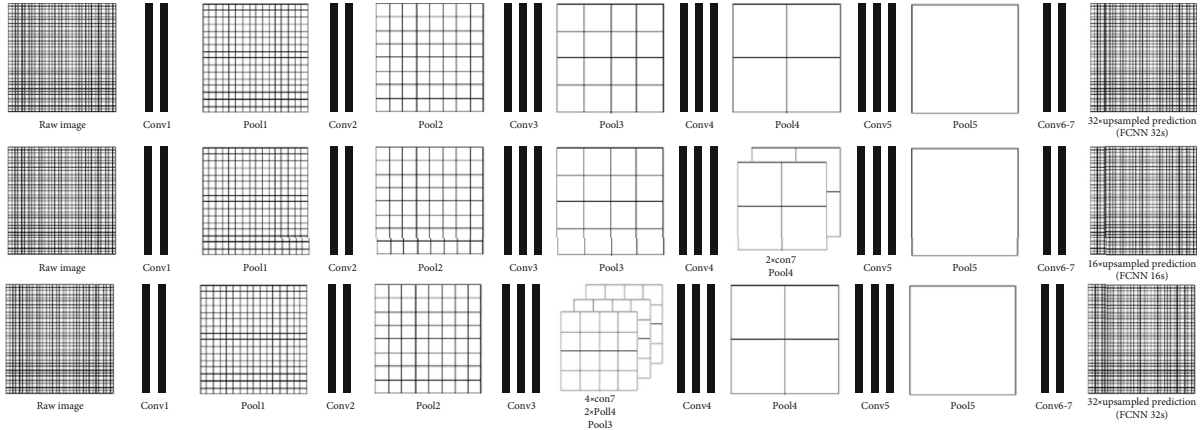 Raw image
Conv1
Pool1
Conv2
Pool2
Conv3
Pool3
Conv4
Pool4
Conv5
Pool5
Conv6-7
32×upsampled prediction
(FCNN 32s)
Raw image
Conv1
Pool1
Conv2
Pool2
Conv3
Pool3
Conv4
2×con7
Pool4
Conv5
Pool5
Conv6-7
16×upsampled prediction
(FCNN 16s)
Raw image
Conv1
Pool1
Conv2
Pool2
Conv3
4×con7
2×Poll4
Pool3
Conv4
Pool4
Conv5
Pool5
Conv6-7
32×upsampled prediction
(FCNN 32s)